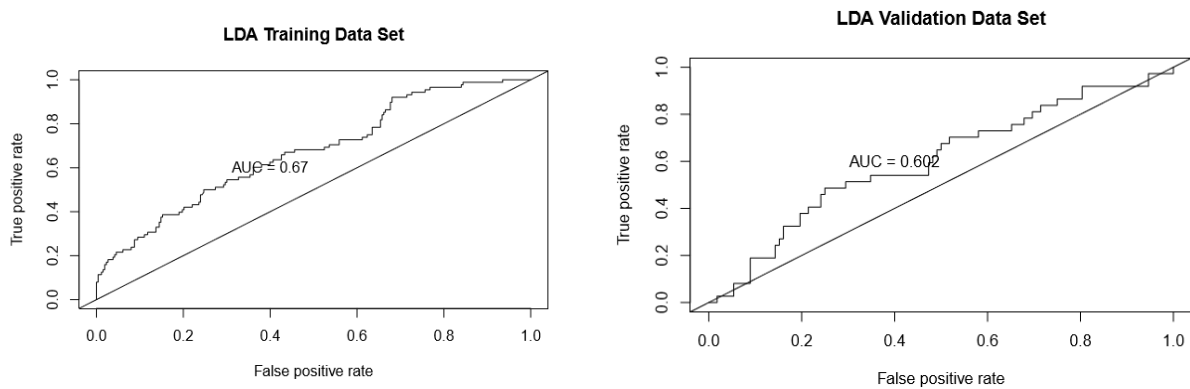 LDA Training Data Set
True positive rate
1.0
0.8
0.6
0.4
0.2
0.0
AUC = 0.67
0.0 0.2 0.4 0.6 0.8 1.0
False positive rate
LDA Validation Data Set
True positive rate
1.0
0.8
0.6
0.4
0.2
0.0
AUC = 0.602
0.0 0.2 0.4 0.6 0.8 1.0
False positive rate